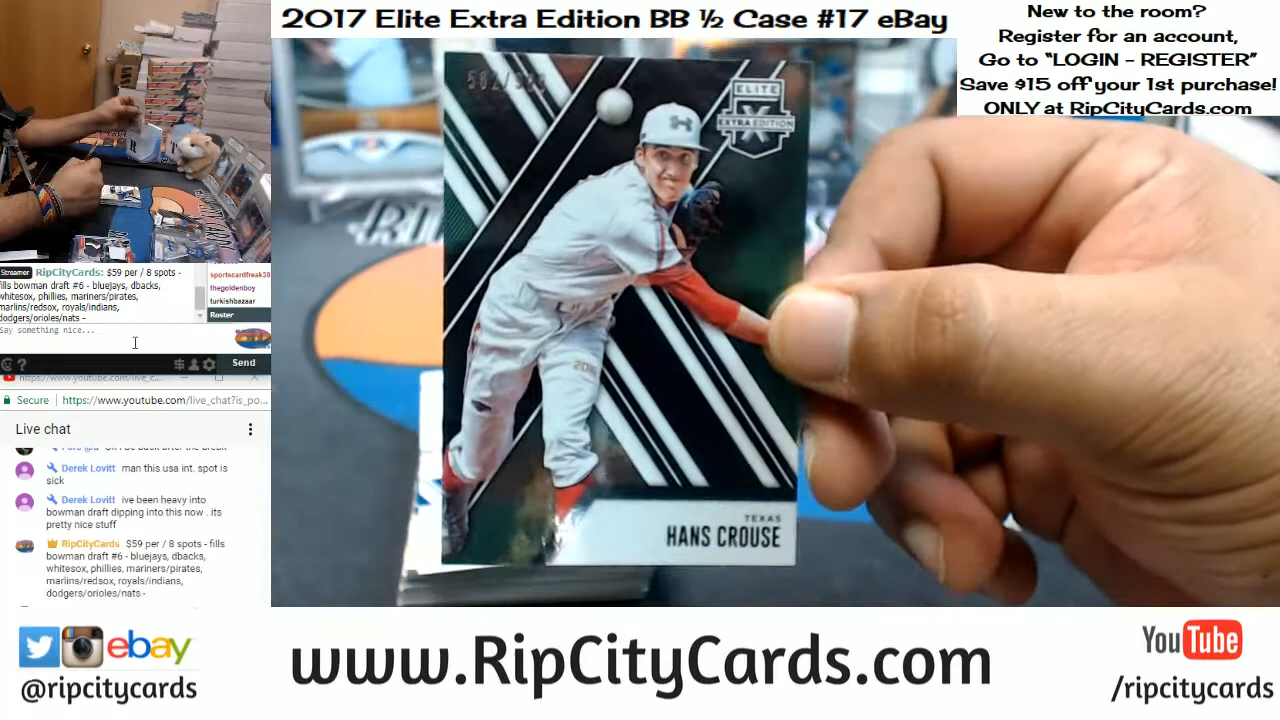 2017 Elite Extra Edition BB ½ Case #17 eBay
New to the room?
Register for an account,
Go to “LOGIN - REGISTER”
Save $15 off your 1st purchase!
ONLY at RipCityCards.com
ELITE
X
EXTRA EDITION
TEXAS
HANS CROUSE
Streamer RipCityCards: $59 per / 8 spots -
fills bowman draft #6 - bluejays, dbacks,
whitesox, phillies, mariners/pirates,
marlins/redsox, royals/indians,
dodgers/orioles/nats -
sportscardfreak30
thegoldenboy
turkishbazaar
Roster
Say something nice...
?
Send
https://www.youtube.com/live_c...
Secure
https://www.youtube.com/live_chat?is_po...
Live chat
Derek Lovitt man this usa int. spot is
sick
Derek Lovitt ive been heavy into
bowman draft dipping into this now . its
pretty nice stuff
RipCityCards $59 per / 8 spots - fills
bowman draft #6 - bluejays, dbacks,
whitesox, phillies, mariners/pirates,
marlins/redsox, royals/indians,
dodgers/orioles/nats -
ebay
@ripcitycards
www.RipCityCards.com
YouTube
/ripcitycards